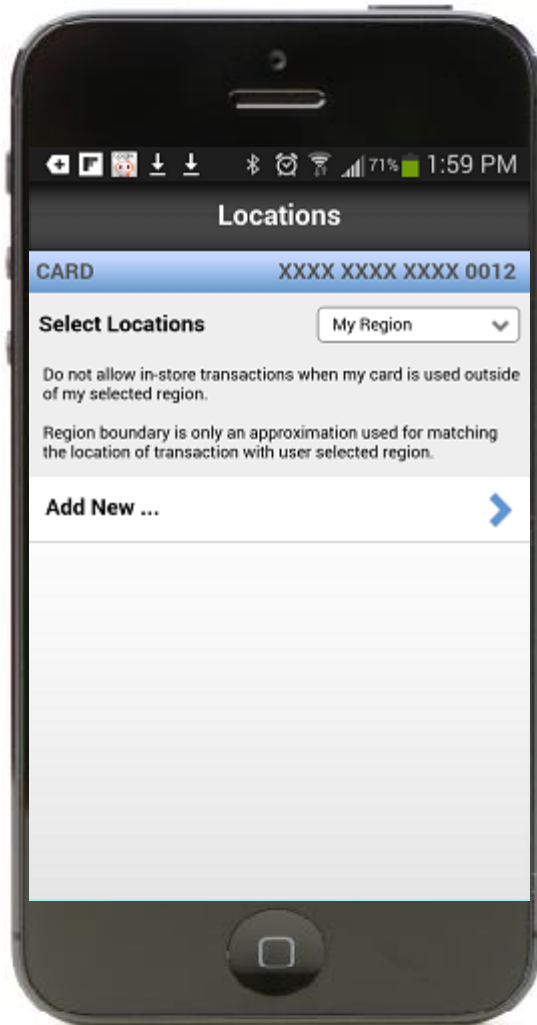 71% 1:59 PM
Locations
CARD XXXX XXXX XXXX 0012
Select Locations My Region
Do not allow in-store transactions when my card is used outside
of my selected region.
Region boundary is only an approximation used for matching
the location of transaction with user selected region.
Add New ...